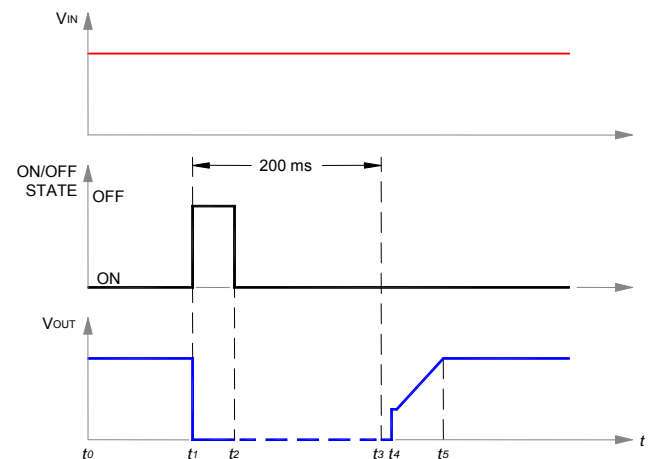 VIN
200 ms
ON/OFF
STATE
OFF
ON
VOUT
t
t0 t1 t2 t3 t4 t5